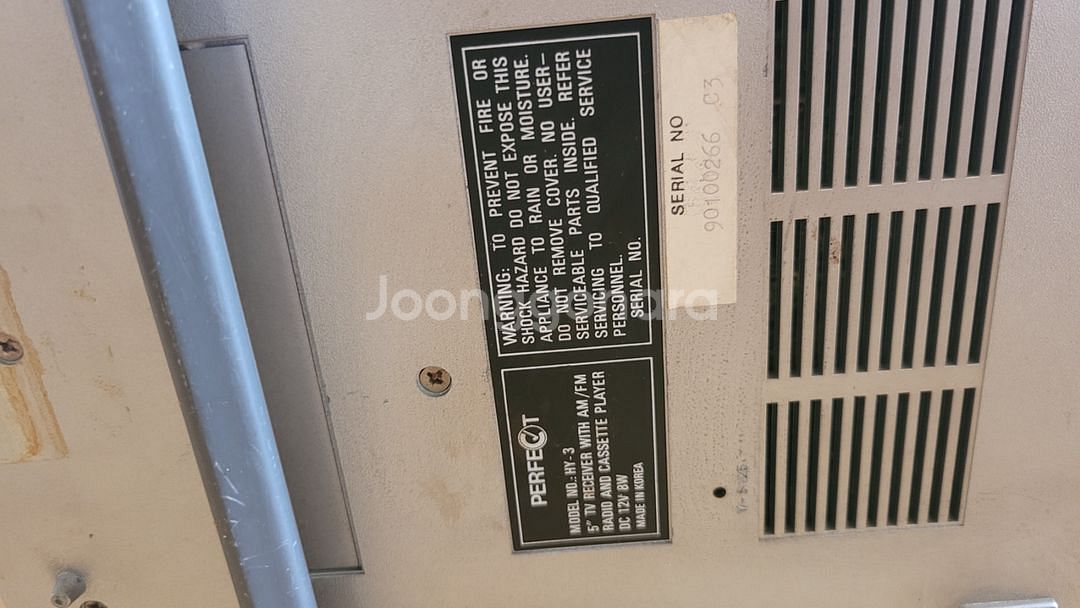 WARNING: TO PREVENT FIRE OR
SHOCK HAZARD DO NOT EXPOSE THIS
APPLIANCE TO RAIN OR MOISTURE.
DO NOT REMOVE COVER. NO USER-
SERVICEABLE PARTS INSIDE. REFER
SERVICING TO QUALIFIED SERVICE
PERSONNEL.
SERIAL NO.
PERFECT
MODEL NO.: HY-3
5" TV RECEIVER WITH AM/FM
RADIO AND CASSETTE PLAYER
DC 12V 8W
MADE IN KOREA
SERIAL NO
90100266 C3
Joonggonara